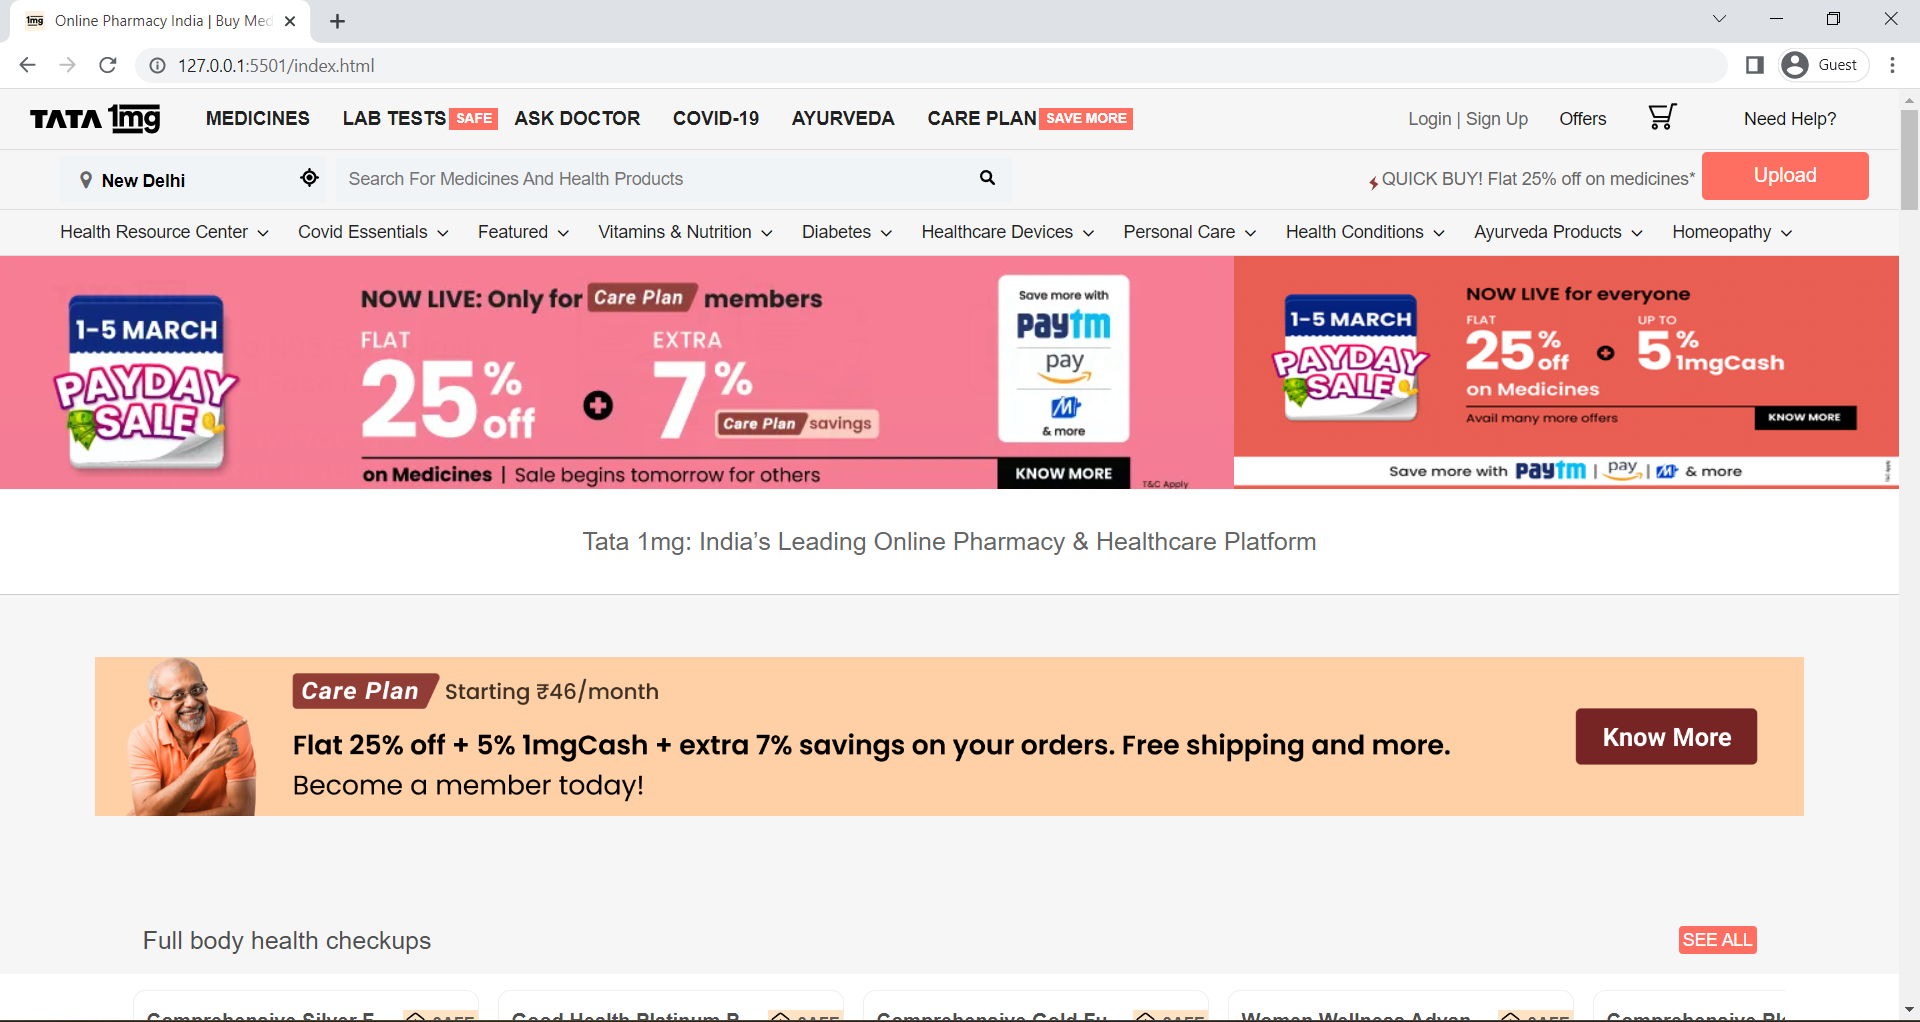 1mg Online Pharmacy India | Buy Med
127.0.0.1:5501/index.html
Guest
TATA 1mg MEDICINES LAB TESTS SAFE ASK DOCTOR COVID-19 AYURVEDA CARE PLAN SAVE MORE Login | Sign Up Offers Need Help?
New Delhi Search For Medicines And Health Products QUICK BUY! Flat 25% off on medicines* Upload
Health Resource Center Covid Essentials Featured Vitamins & Nutrition Diabetes Healthcare Devices Personal Care Health Conditions Ayurveda Products Homeopathy
1-5 MARCH
PAYDAY
SALE
NOW LIVE: Only for Care Plan members
FLAT EXTRA
25% off + 7%
Care Plan savings
on Medicines | Sale begins tomorrow for others
Save more with
paytm
pay
& more
KNOW MORE
T&C Apply
1-5 MARCH
PAYDAY
SALE
NOW LIVE for everyone
FLAT UP TO
25% off + 5% 1mgCash
on Medicines
Avail many more offers
KNOW MORE
Save more with paytm | pay | & more
Tata 1mg: India’s Leading Online Pharmacy & Healthcare Platform
Care Plan Starting ₹46/month
Flat 25% off + 5% 1mgCash + extra 7% savings on your orders. Free shipping and more.
Become a member today!
Know More
Full body health checkups
SEE ALL
Comprehensive Silver F SAFE Good Health Platinum P SAFE Comprehensive Gold Fu SAFE Women Wellness Advan SAFE Comprehensive Pl